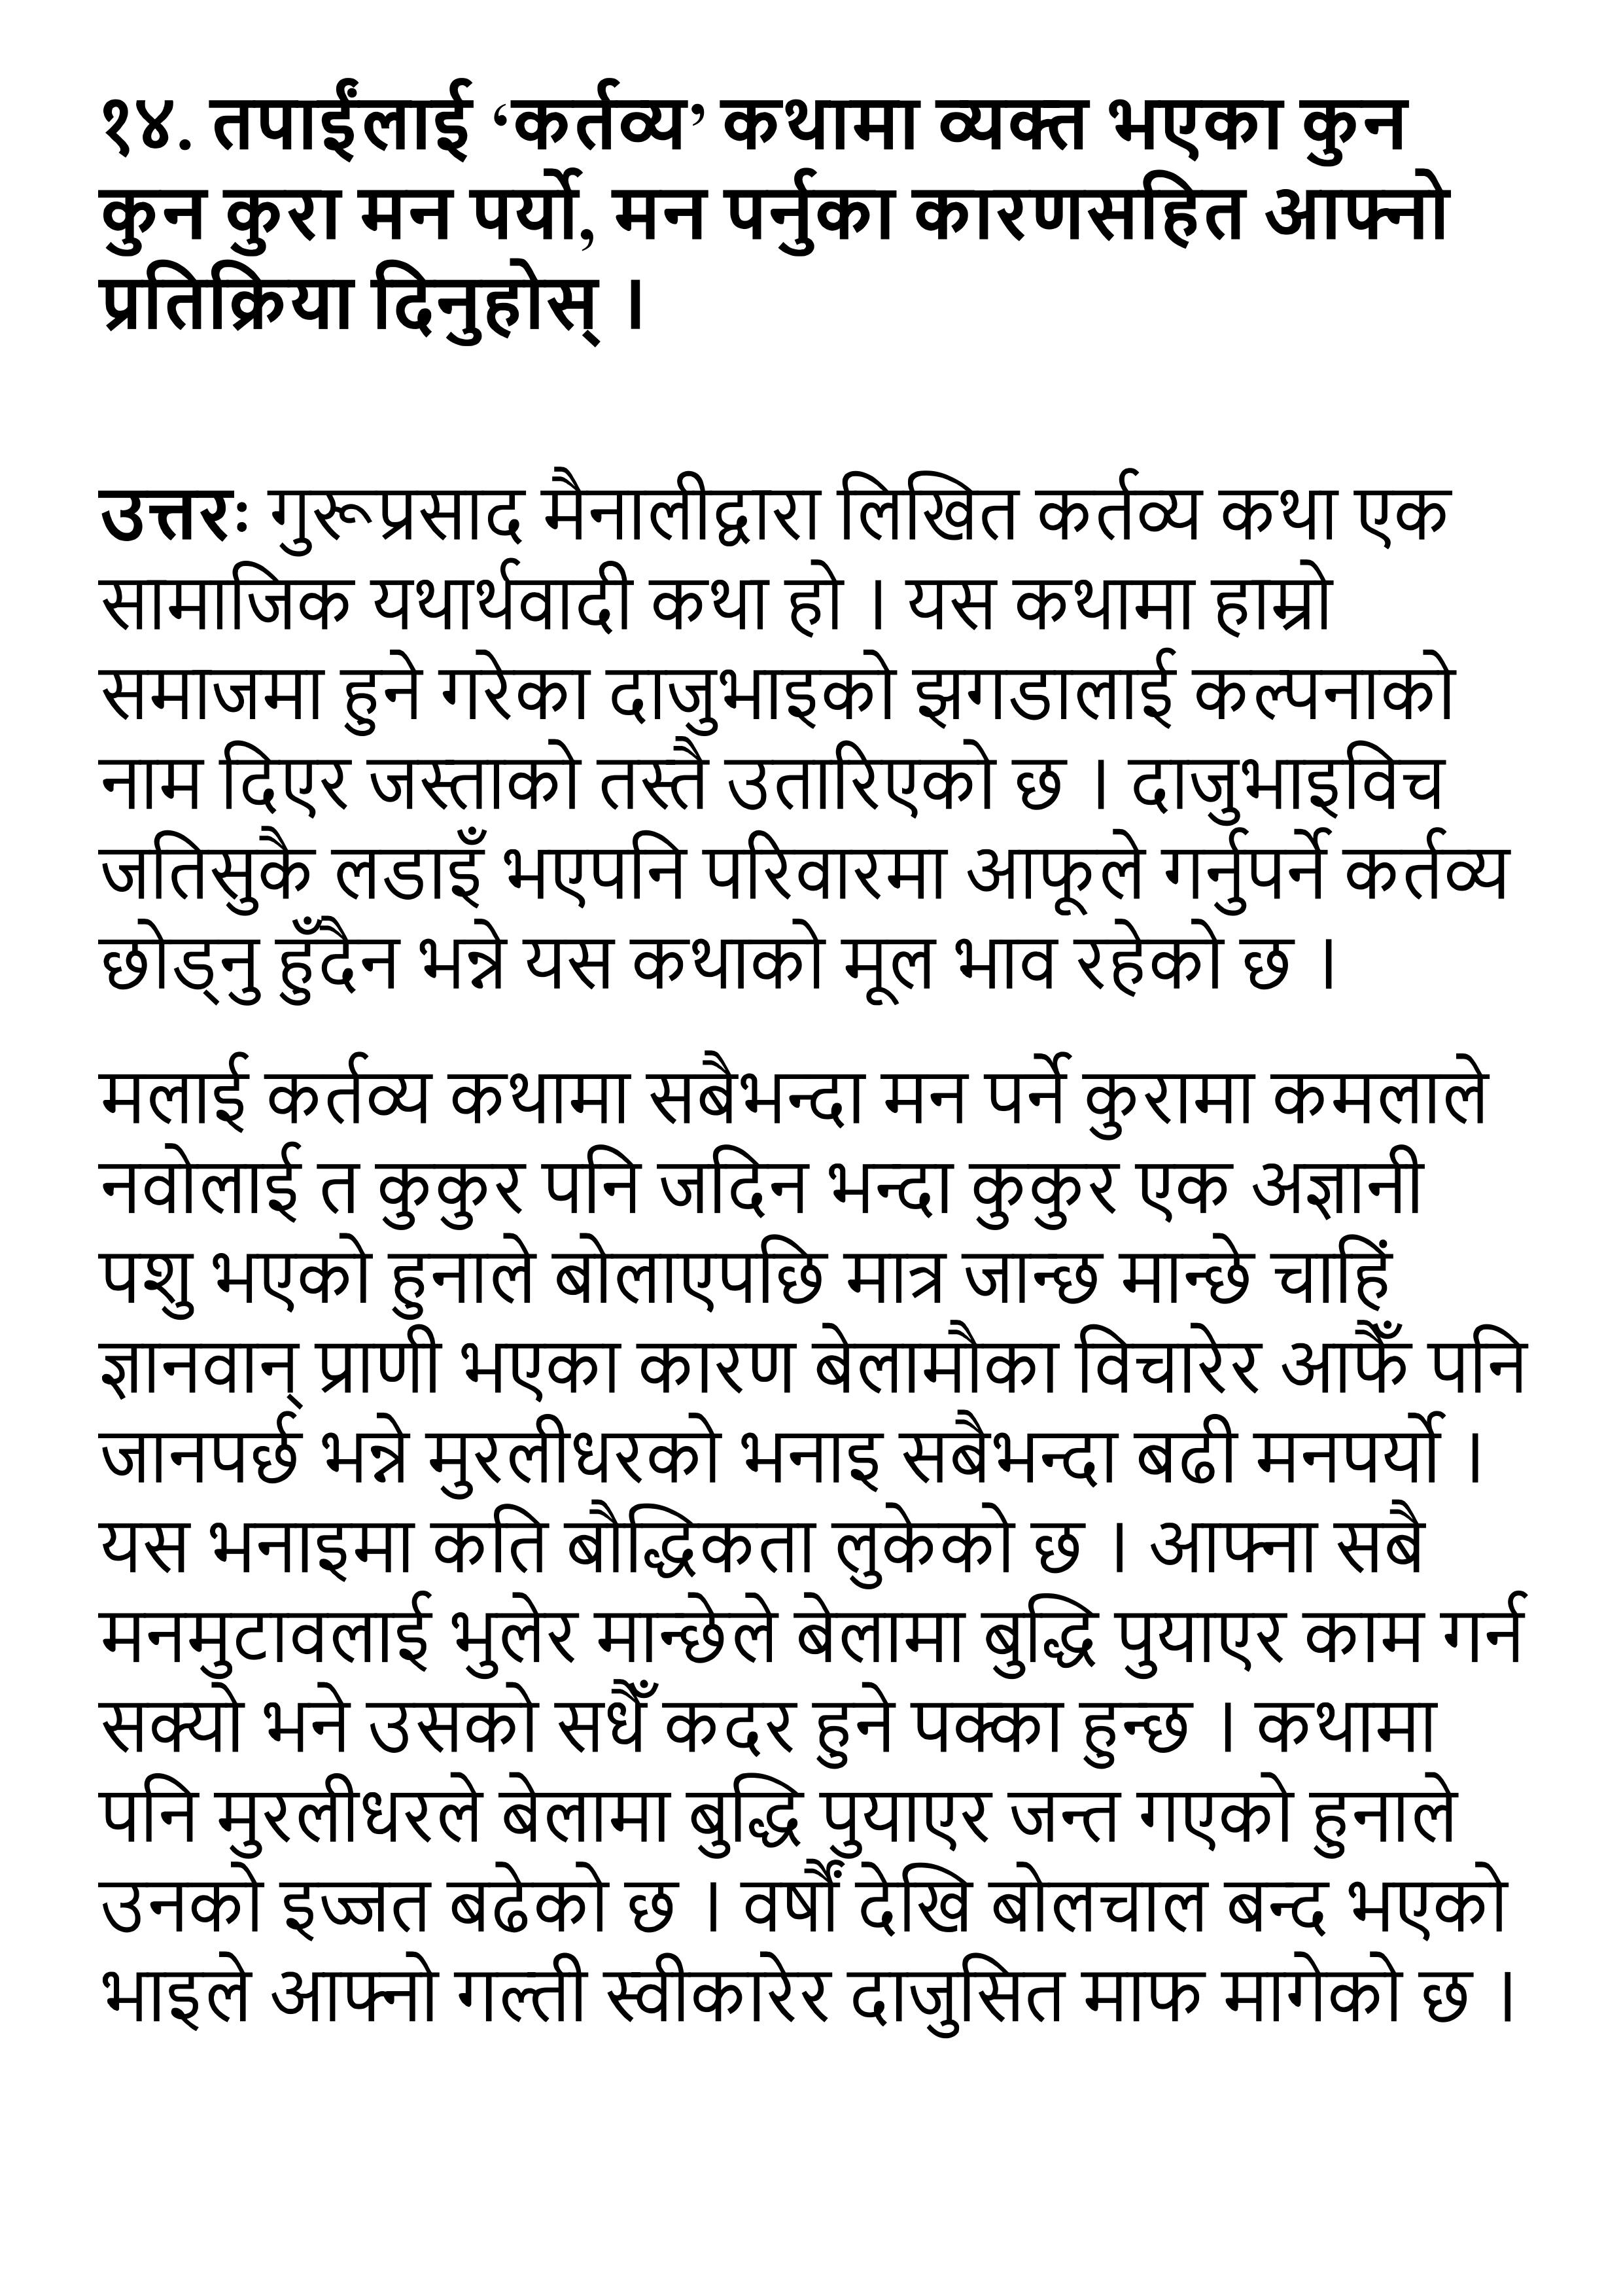 १४. तपाईंलाई ‘कर्तव्य’ कथामा व्यक्त भएका कुन
कुन कुरा मन पर्यो, मन पर्नुका कारणसहित आफ्नो
प्रतिक्रिया दिनुहोस् ।
उत्तरः गुरूप्रसाद मैनालीद्वारा लिखित कर्तव्य कथा एक
सामाजिक यथार्थवादी कथा हो । यस कथामा हाम्रो
समाजमा हुने गरेका दाजुभाइको झगडालाई कल्पनाको
नाम दिएर जस्ताको तस्तै उतारिएको छ । दाजुभाइविच
जतिसुकै लडाइँ भएपनि परिवारमा आफूले गर्नुपर्ने कर्तव्य
छोड्नु हुँदैन भन्ने यस कथाको मूल भाव रहेको छ ।
मलाई कर्तव्य कथामा सबैभन्दा मन पर्ने कुरामा कमलाले
नवोलाई त कुकुर पनि जदिन भन्दा कुकुर एक अज्ञानी
पशु भएको हुनाले बोलाएपछि मात्र जान्छ मान्छे चाहिं
ज्ञानवान् प्राणी भएका कारण बेलामौका विचारेर आफैँ पनि
जानपर्छ भन्ने मुरलीधरको भनाइ सबैभन्दा बढी मनपर्यो ।
यस भनाइमा कति बौद्धिकता लुकेको छ । आफ्ना सबै
मनमुटावलाई भुलेर मान्छेले बेलामा बुद्धि पुयाएर काम गर्न
सक्यो भने उसको सधैँ कदर हुने पक्का हुन्छ । कथामा
पनि मुरलीधरले बेलामा बुद्धि पुयाएर जन्त गएको हुनाले
उनको इज्जत बढेको छ । वर्षौं देखि बोलचाल बन्द भएको
भाइले आफ्नो गल्ती स्वीकारेर दाजुसित माफ मागेको छ ।